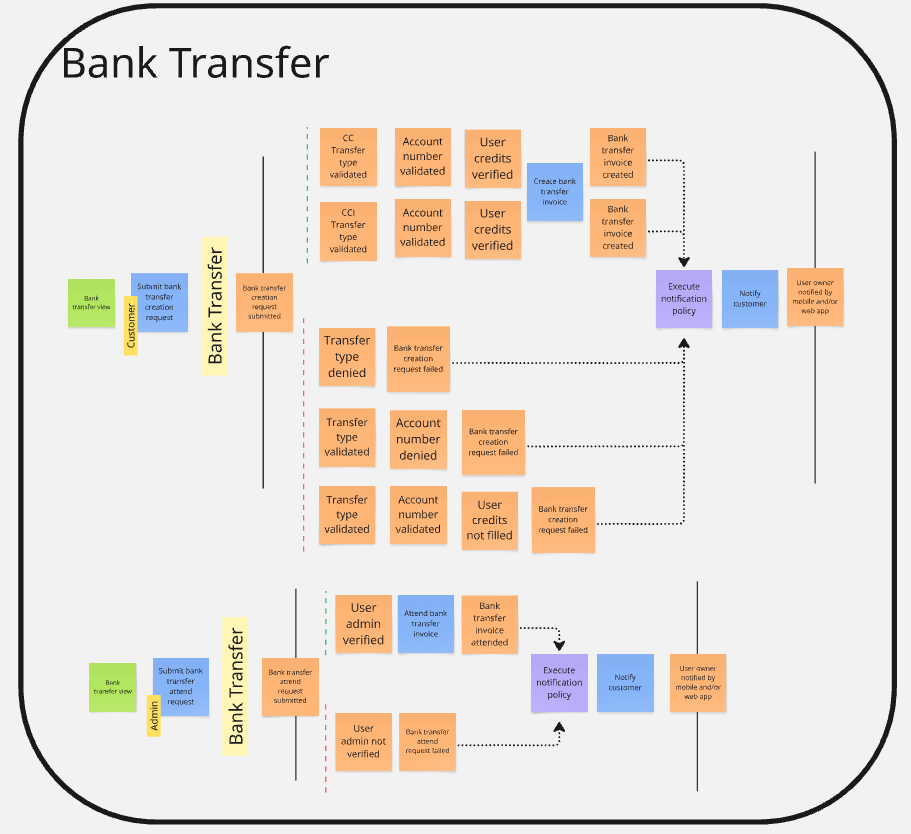 Bank Transfer
CC
Transfer
type
validated
Account
number
validated
User
credits
verified
Create bank
transfer
invoice
Bank
transfer
invoice
created
CCI
Transfer
type
validated
Account
number
validated
User
credits
verified
Bank
transfer
invoice
created
Bank
transfer view
Submit bank
transfer
creation
request
Customer
Bank Transfer
Bank transfer
creation
request
submitted
Execute
notification
policy
Notify
customer
User owner
notified by
mobile and/or
web app
Transfer
type
denied
Bank transfer
creation
request failed
Transfer
type
validated
Account
number
denied
Bank transfer
creation
request failed
Transfer
type
validated
Account
number
validated
User
credits
not filled
Bank transfer
creation
request failed
Bank
transfer view
Submit bank
transfer
attend
request
Admin
Bank Transfer
Bank transfer
attend
request
submitted
User
admin
verified
Attend bank
transfer
invoice
Bank
transfer
invoice
attended
Execute
notification
policy
Notify
customer
User owner
notified by
mobile and/or
web app
User
admin not
verified
Bank transfer
attend
request failed